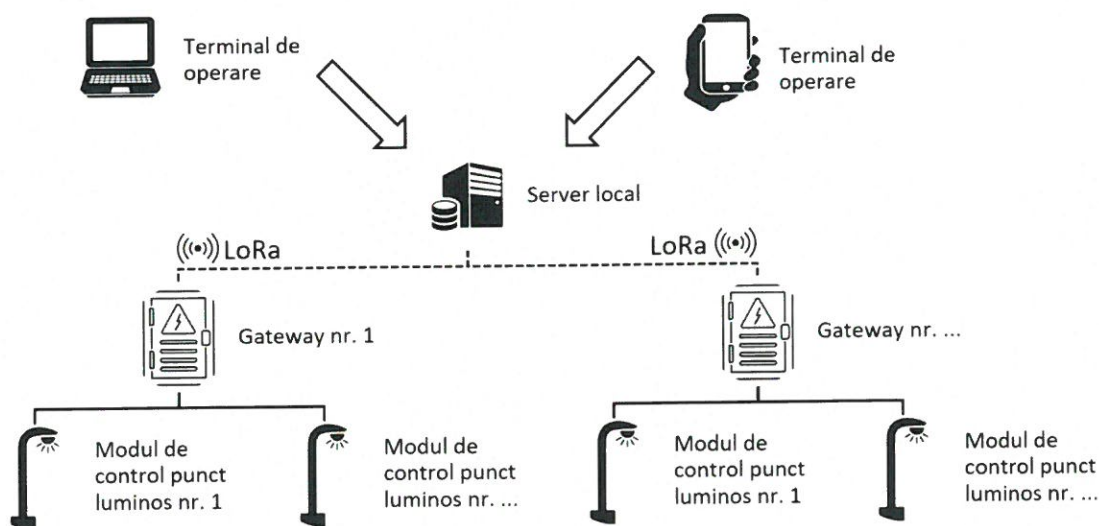 Terminal de
operare
Terminal de
operare
Server local
LoRa
LoRa
Gateway nr. 1
Gateway nr. ...
Modul de
control punct
luminos nr. 1
Modul de
control punct
luminos nr. ...
Modul de
control punct
luminos nr. 1
Modul de
control punct
luminos nr. ...